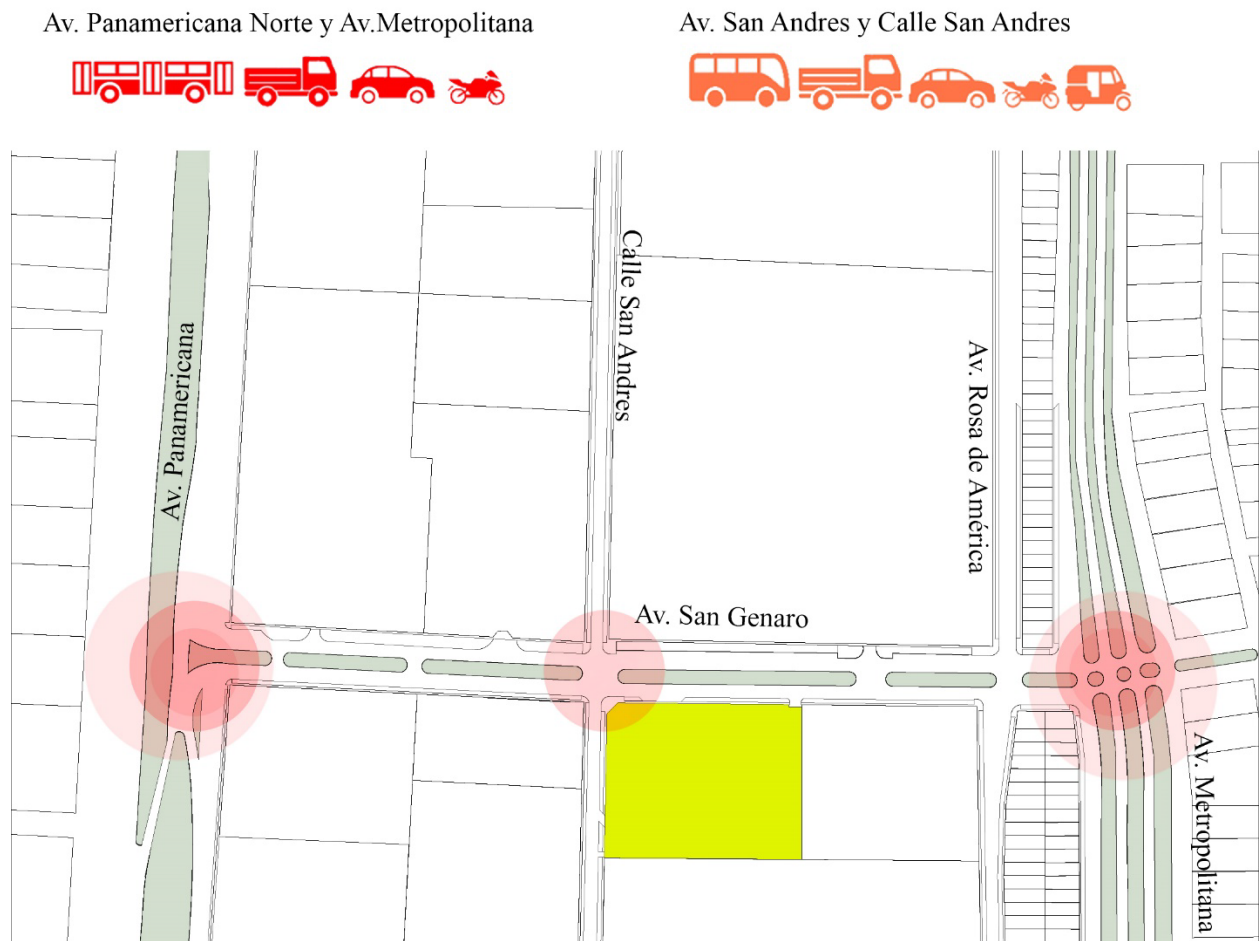 Av. Panamericana Norte y Av.Metropolitana
Av. San Andres y Calle San Andres
Calle San Andres
Av. Panamericana
Av. Rosa de América
Av. San Genaro
Av. Metropolitana